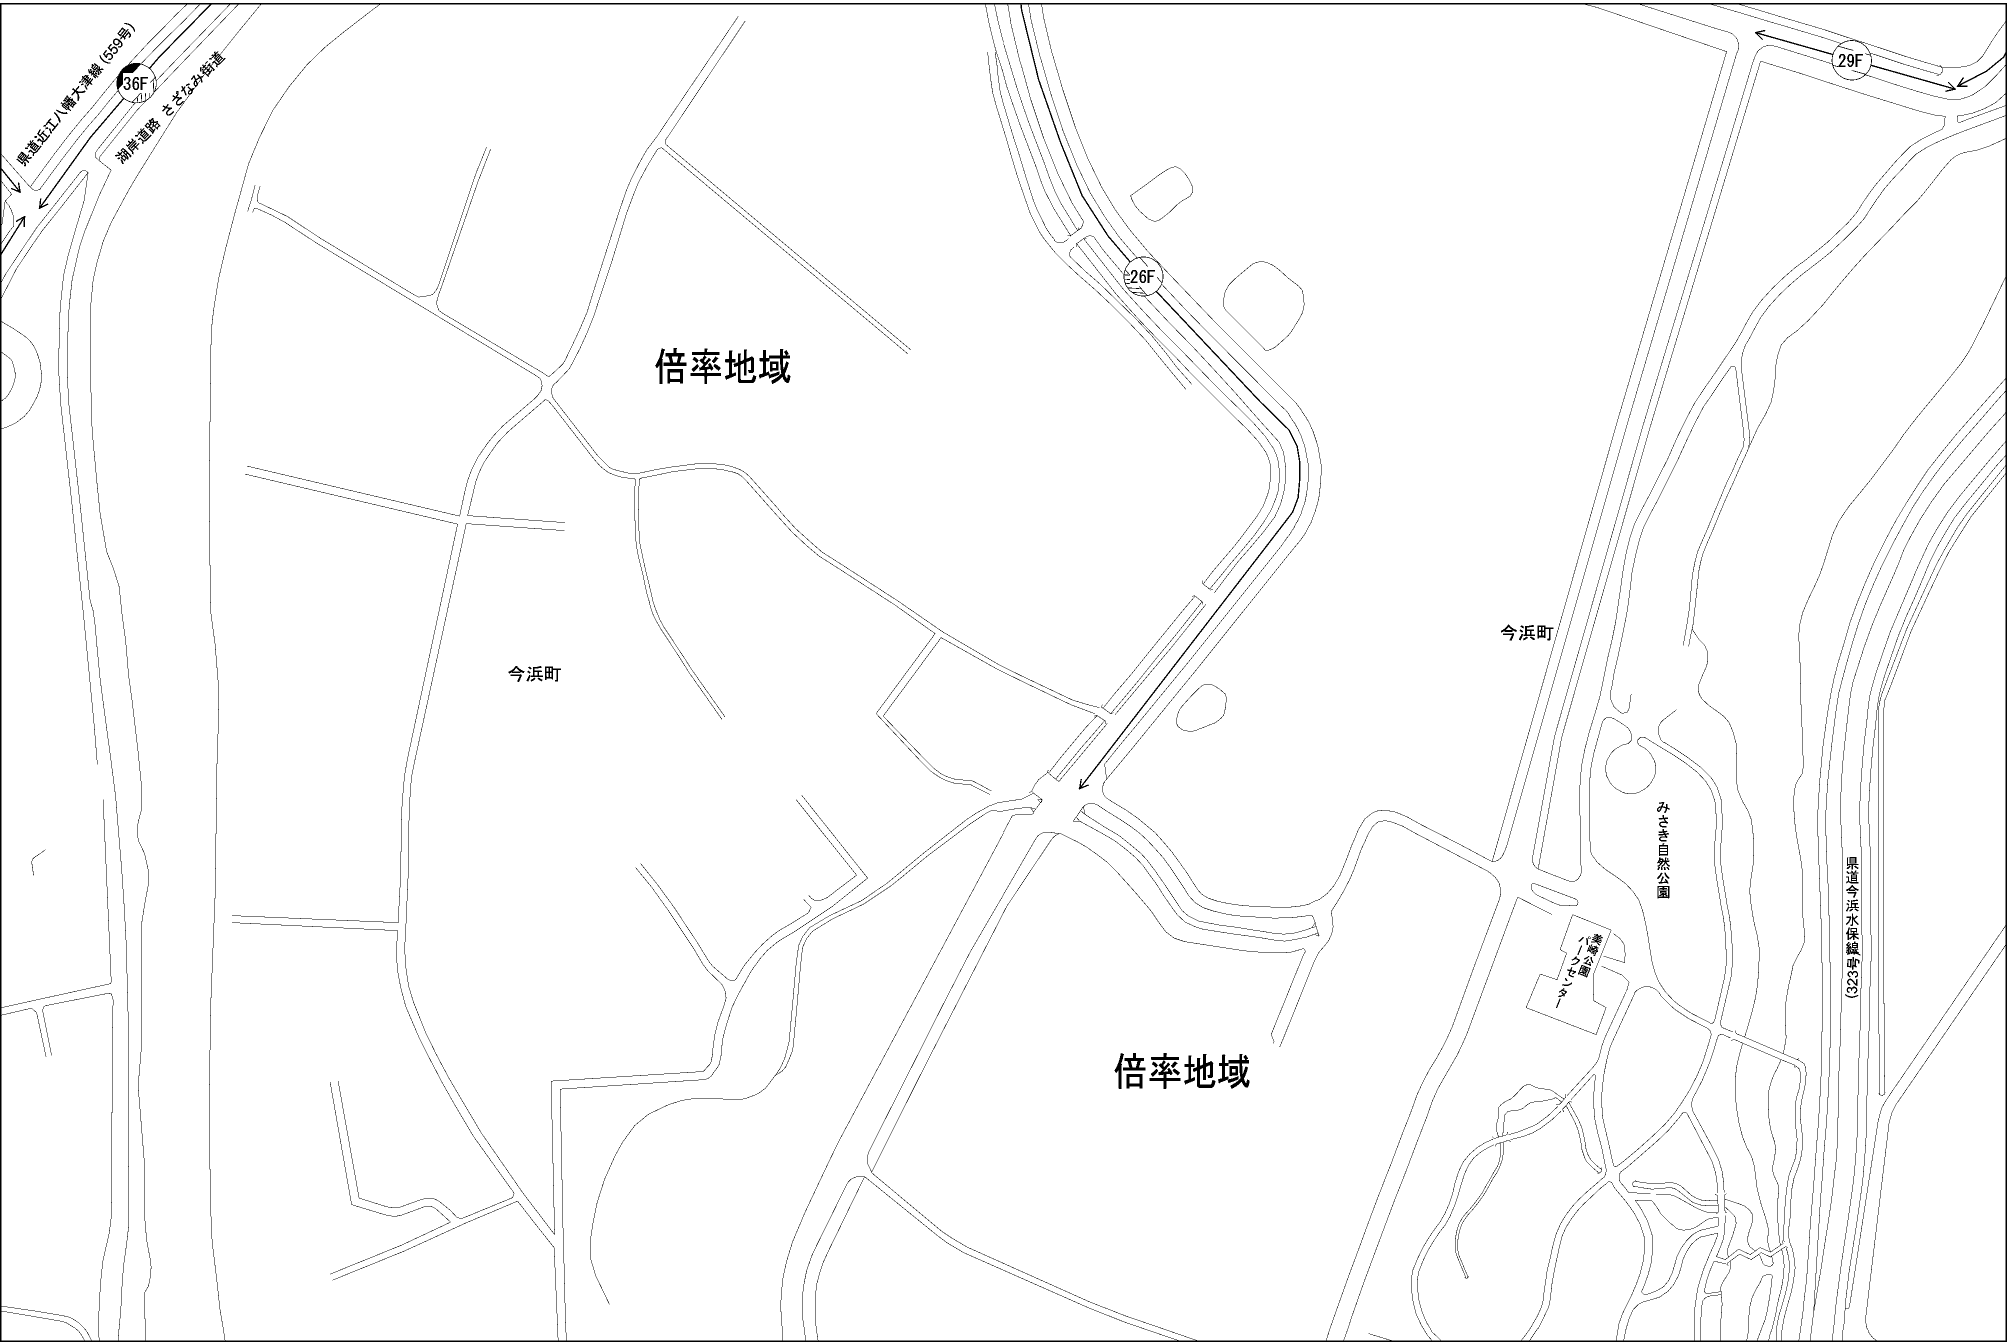 県道近江八幡大津線 (559号)
36F
湖岸道路 さざなみ街道
29F
26F
倍率地域
今浜町
今浜町
みさき自然公園
県道今浜水保線 (323号)
美崎公園
パークセンター
倍率地域